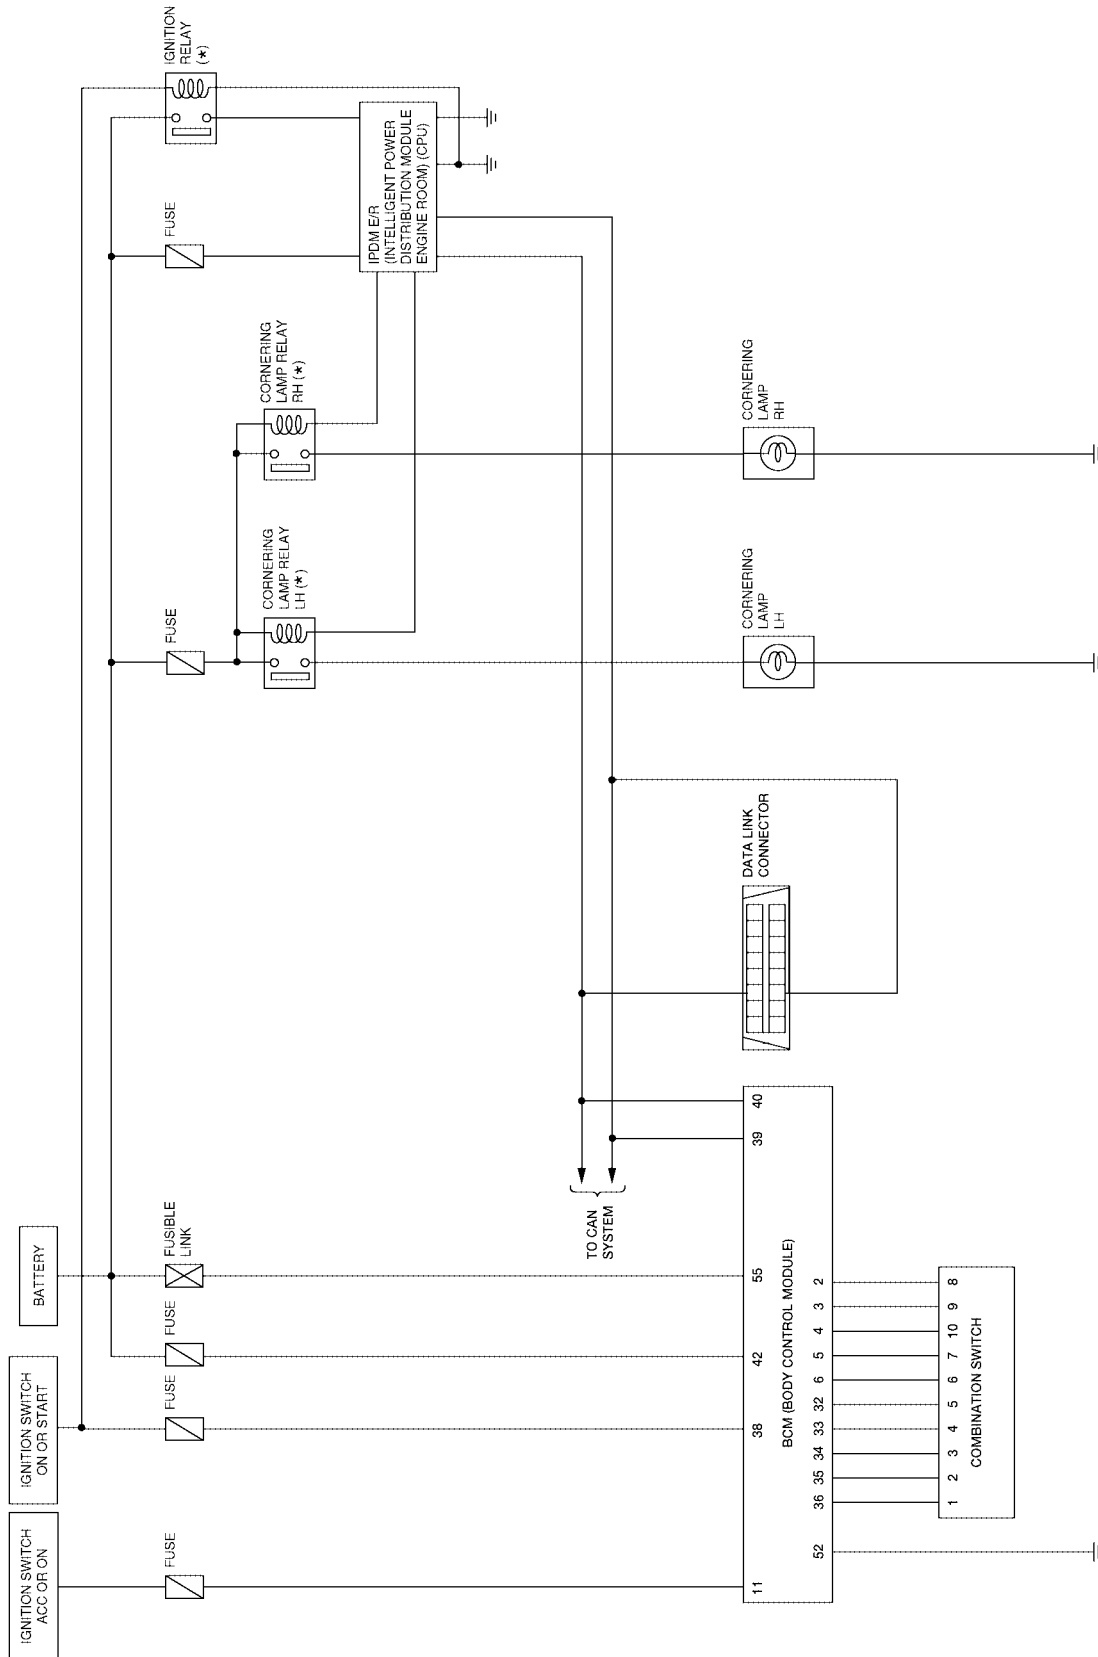 IGNITION SWITCH
ACC OR ON
IGNITION SWITCH
ON OR START
BATTERY
FUSE
FUSE
FUSE
FUSIBLE
LINK
FUSE
FUSE
IGNITION
RELAY
(★)
CORNERING
LAMP RELAY
LH (★)
CORNERING
LAMP RELAY
RH (★)
IPDM E/R
(INTELLIGENT POWER
DISTRIBUTION MODULE
ENGINE ROOM) (CPU)
TO CAN
SYSTEM
DATA LINK
CONNECTOR
CORNERING
LAMP
LH
CORNERING
LAMP
RH
11 38 42 55 39 40
BCM (BODY CONTROL MODULE)
52 36 35 34 33 32 6 5 4 3 2
1 2 3 4 5 6 7 10 9 8
COMBINATION SWITCH